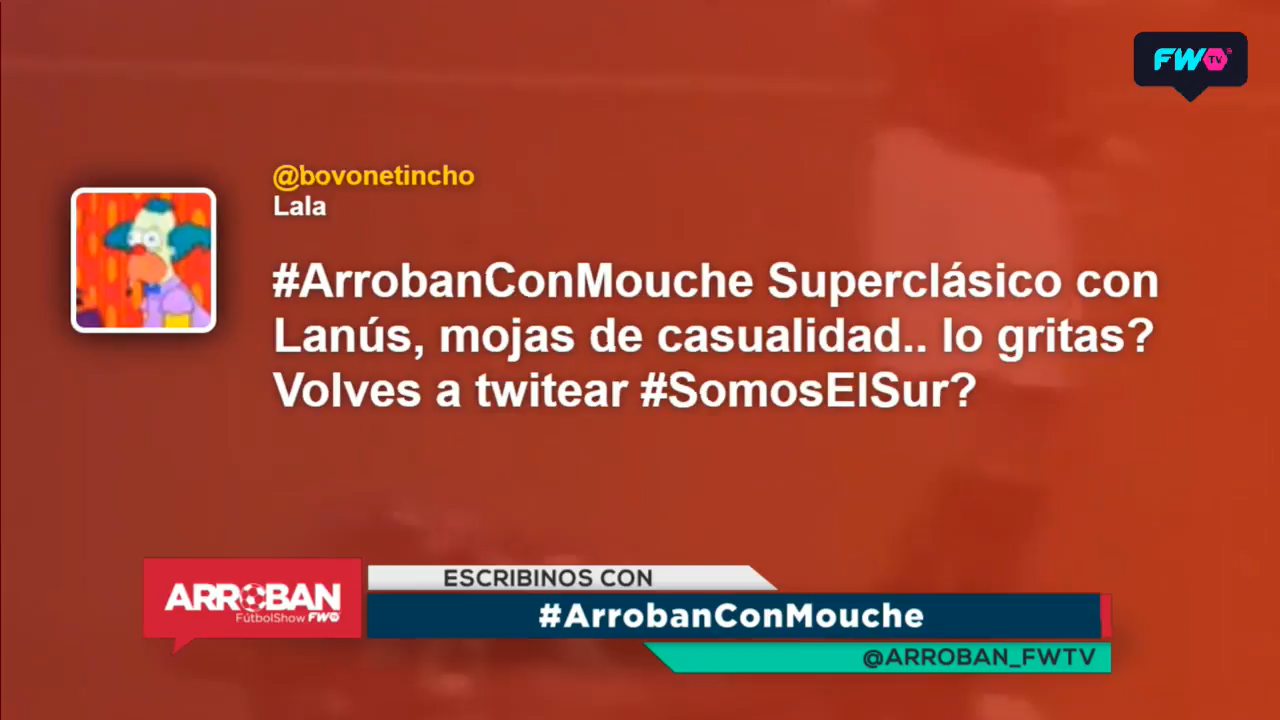 FWTV
@bovonetincho
Lala
#ArrobanConMouche Superclásico con
Lanús, mojas de casualidad.. lo gritas?
Volves a twitear #SomosElSur?
ESCRIBINOS CON
ARROBAN
FútbolShow FWTV
#ArrobanConMouche
@ARROBAN_FWTV